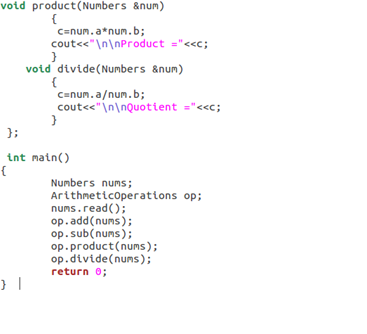 void product(Numbers &num)
{
c=num.a*num.b;
cout<<"\n\nProduct ="<<c;
}
void divide(Numbers &num)
{
c=num.a/num.b;
cout<<"\n\nQuotient ="<<c;
}
};
int main()
{
Numbers nums;
ArithmeticOperations op;
nums.read();
op.add(nums);
op.sub(nums);
op.product(nums);
op.divide(nums);
return 0;
}